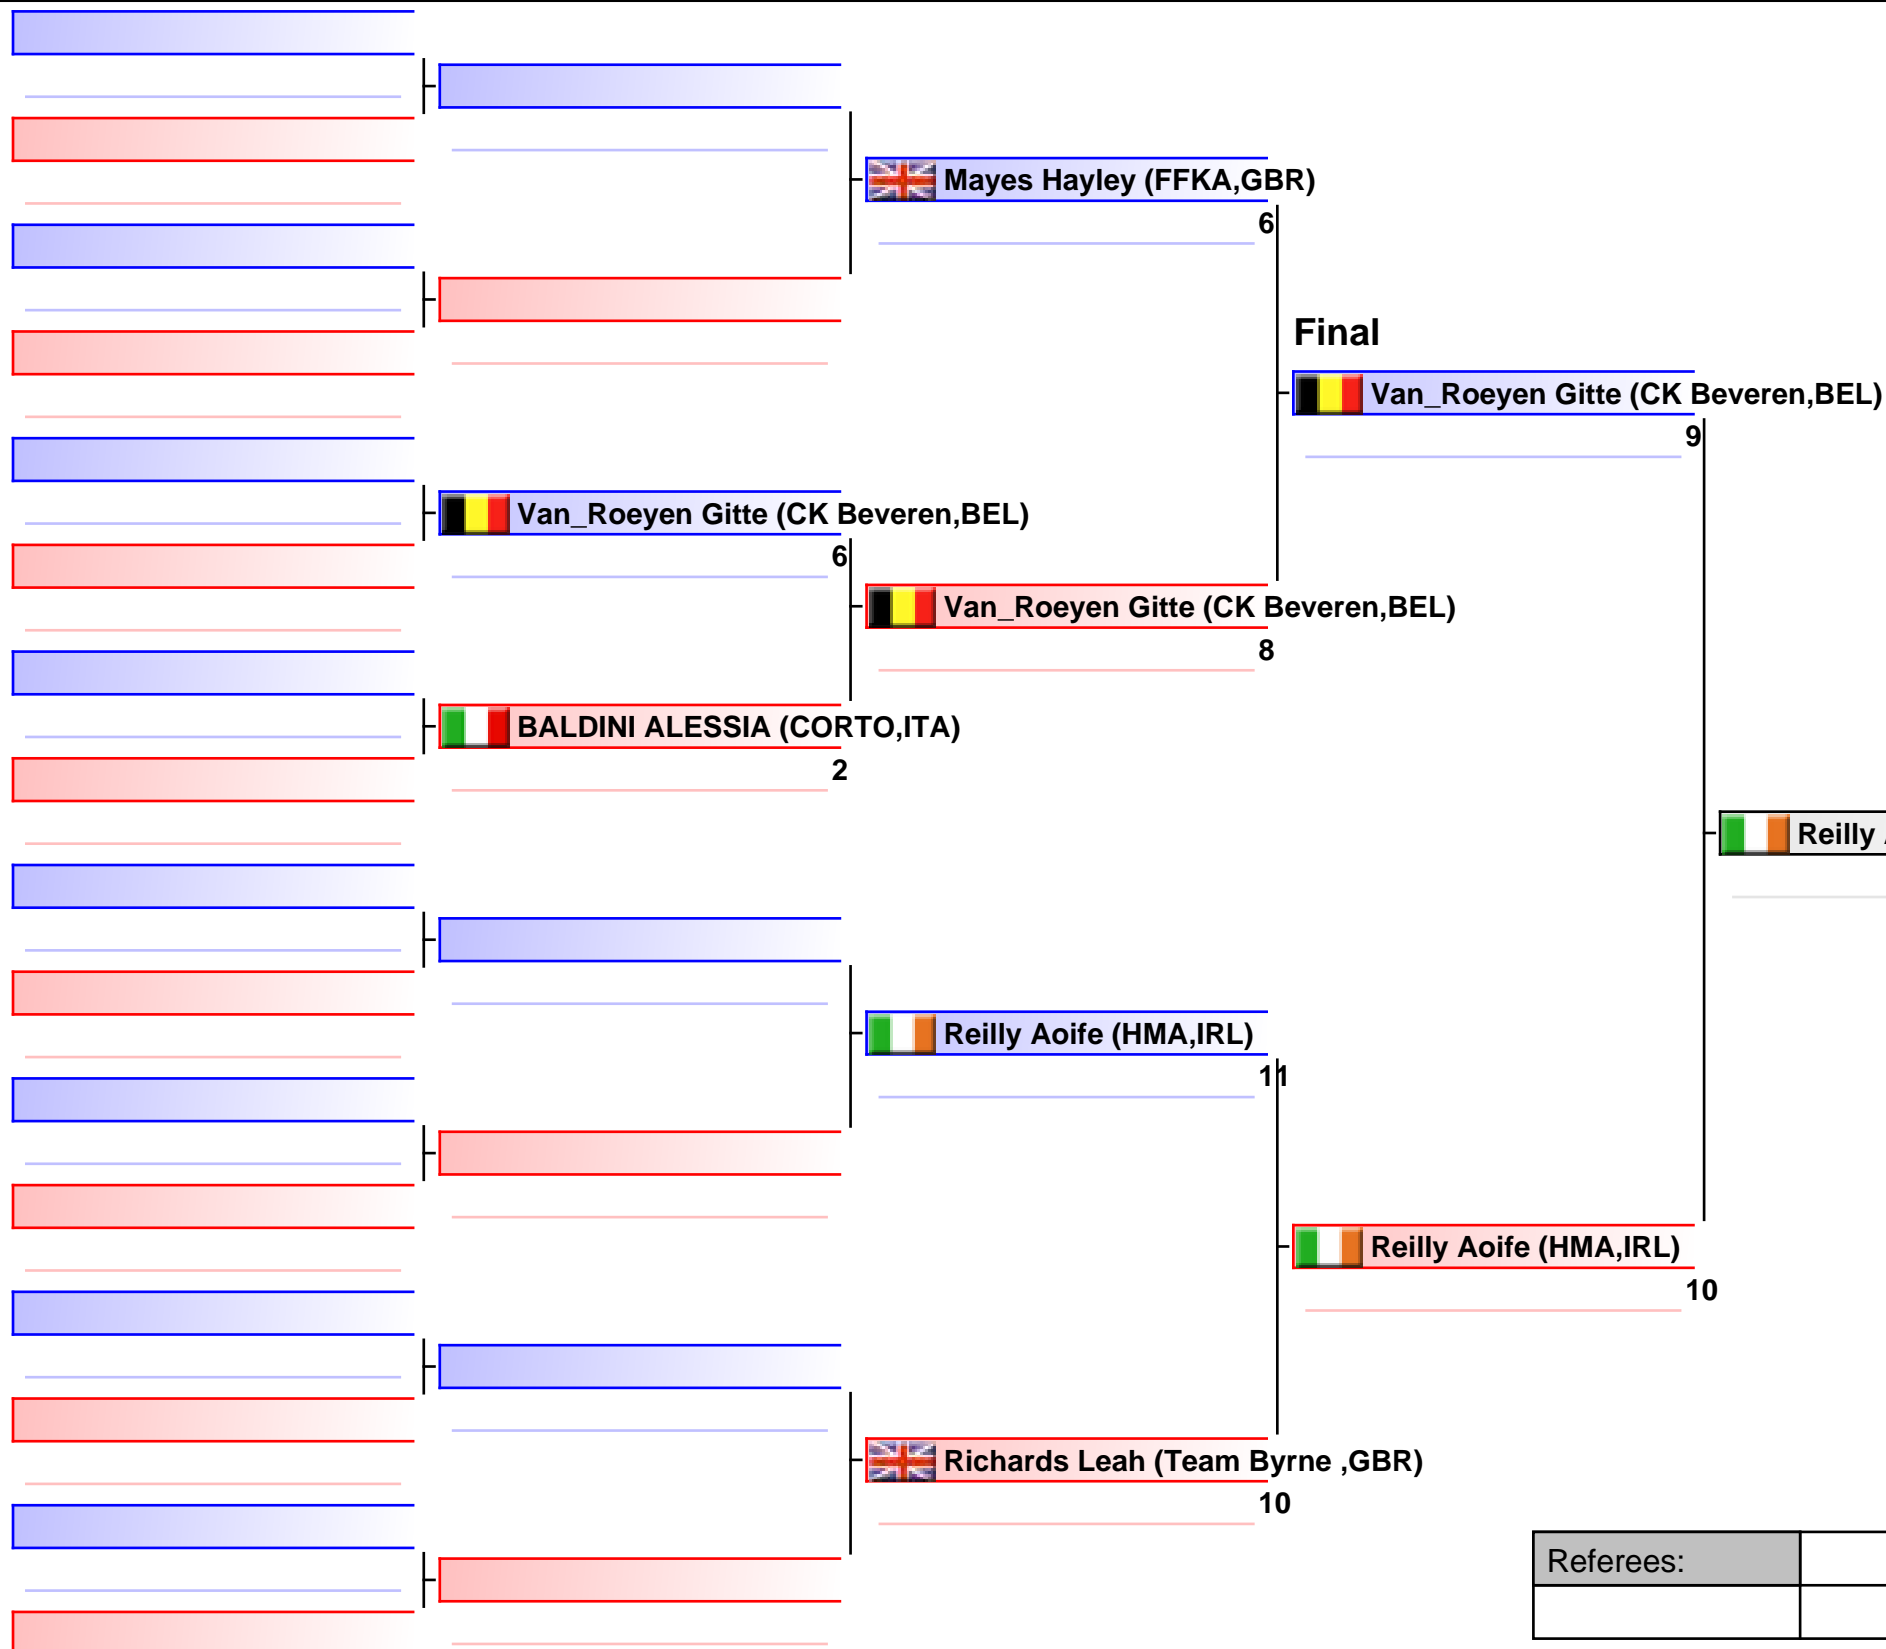 Mayes Hayley (FFKA,GBR)
6
Final
Van_Roeyen Gitte (CK Beveren,BEL)
9
Van_Roeyen Gitte (CK Beveren,BEL)
6
Van_Roeyen Gitte (CK Beveren,BEL)
8
BALDINI ALESSIA (CORTO,ITA)
2
Reilly
Reilly Aoife (HMA,IRL)
11
Reilly Aoife (HMA,IRL)
10
Richards Leah (Team Byrne ,GBR)
10
Referees: